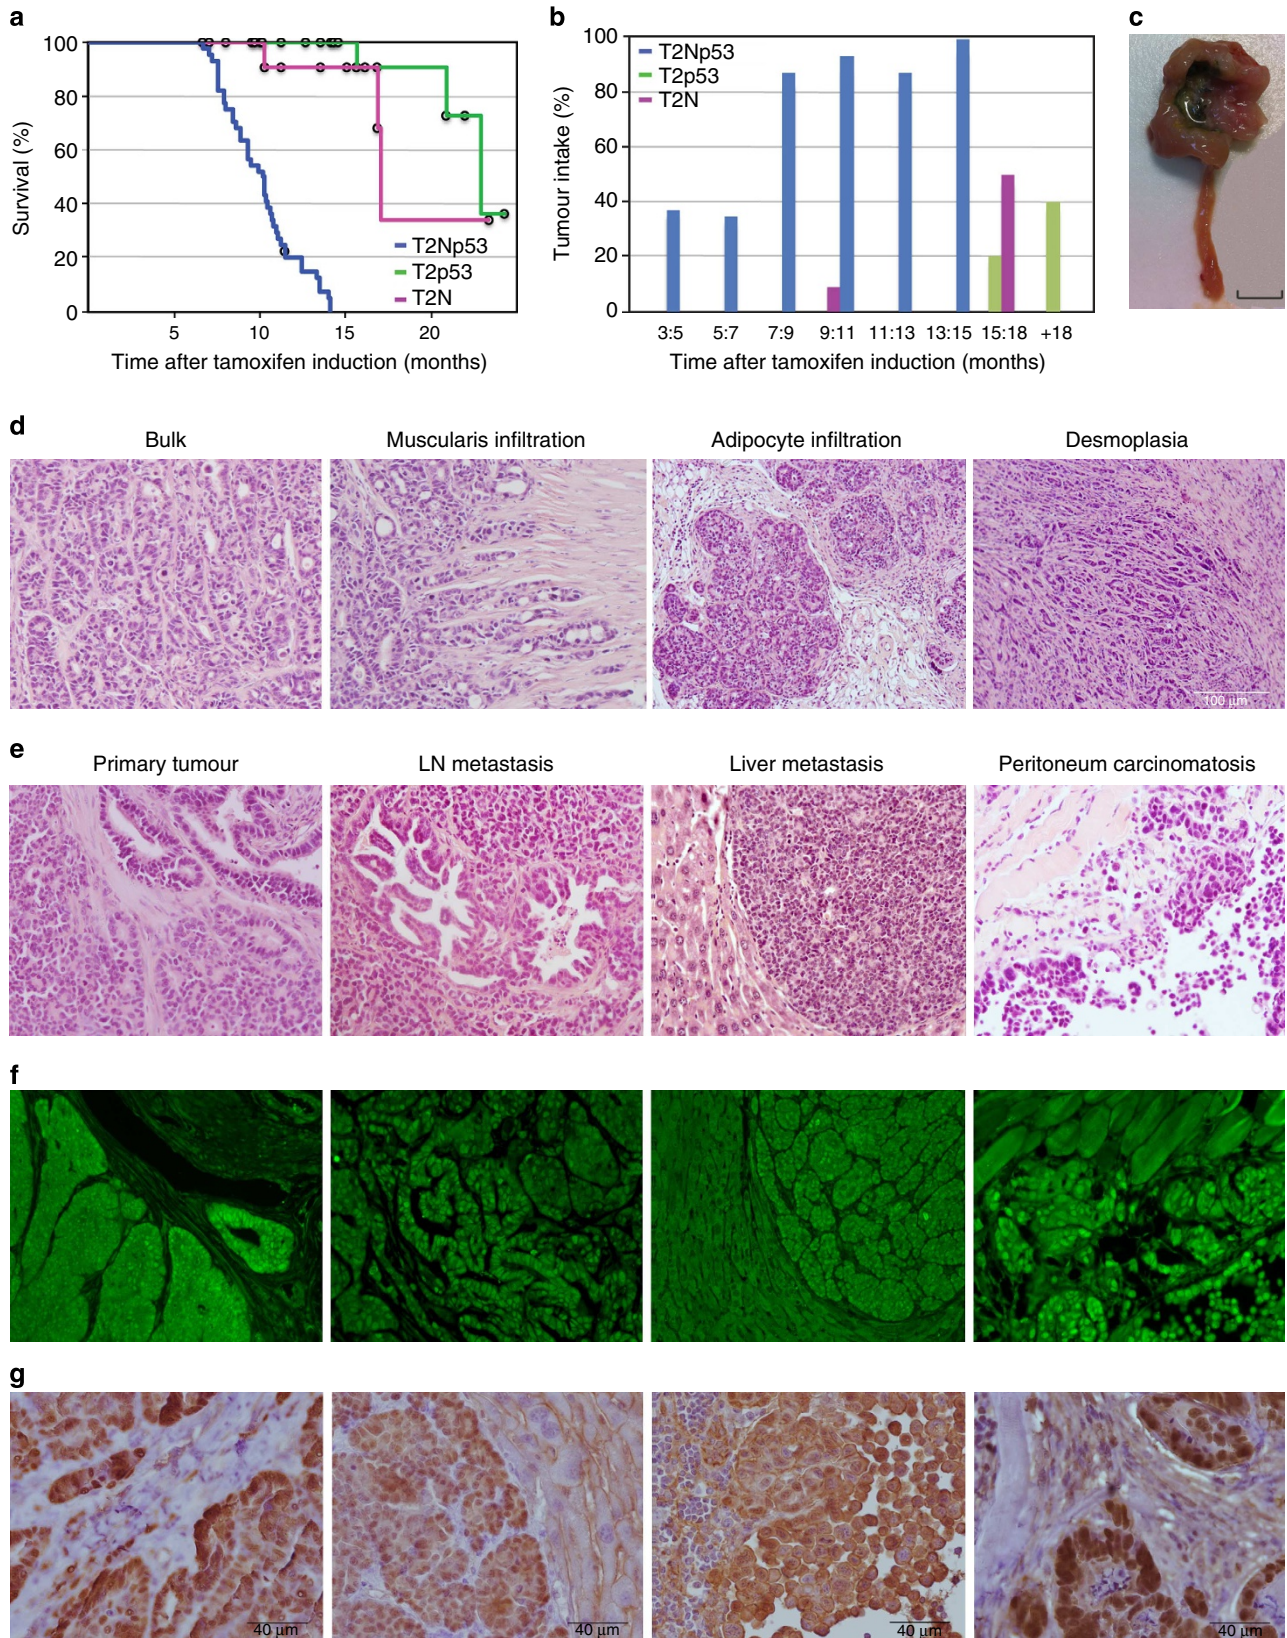 a
100
80
60
40
20
0
Survival (%)
T2Np53
T2p53
T2N
5 10 15 20
Time after tamoxifen induction (months)
b
100
80
60
40
20
0
Tumour intake (%)
T2Np53
T2p53
T2N
3:5 5:7 7:9 9:11 11:13 13:15 15:18 +18
Time after tamoxifen induction (months)
c
d
Bulk Muscularis infiltration Adipocyte infiltration Desmoplasia
100 µm
e
Primary tumour LN metastasis Liver metastasis Peritoneum carcinomatosis
f
g
40 µm 40 µm 40 µm 40 µm